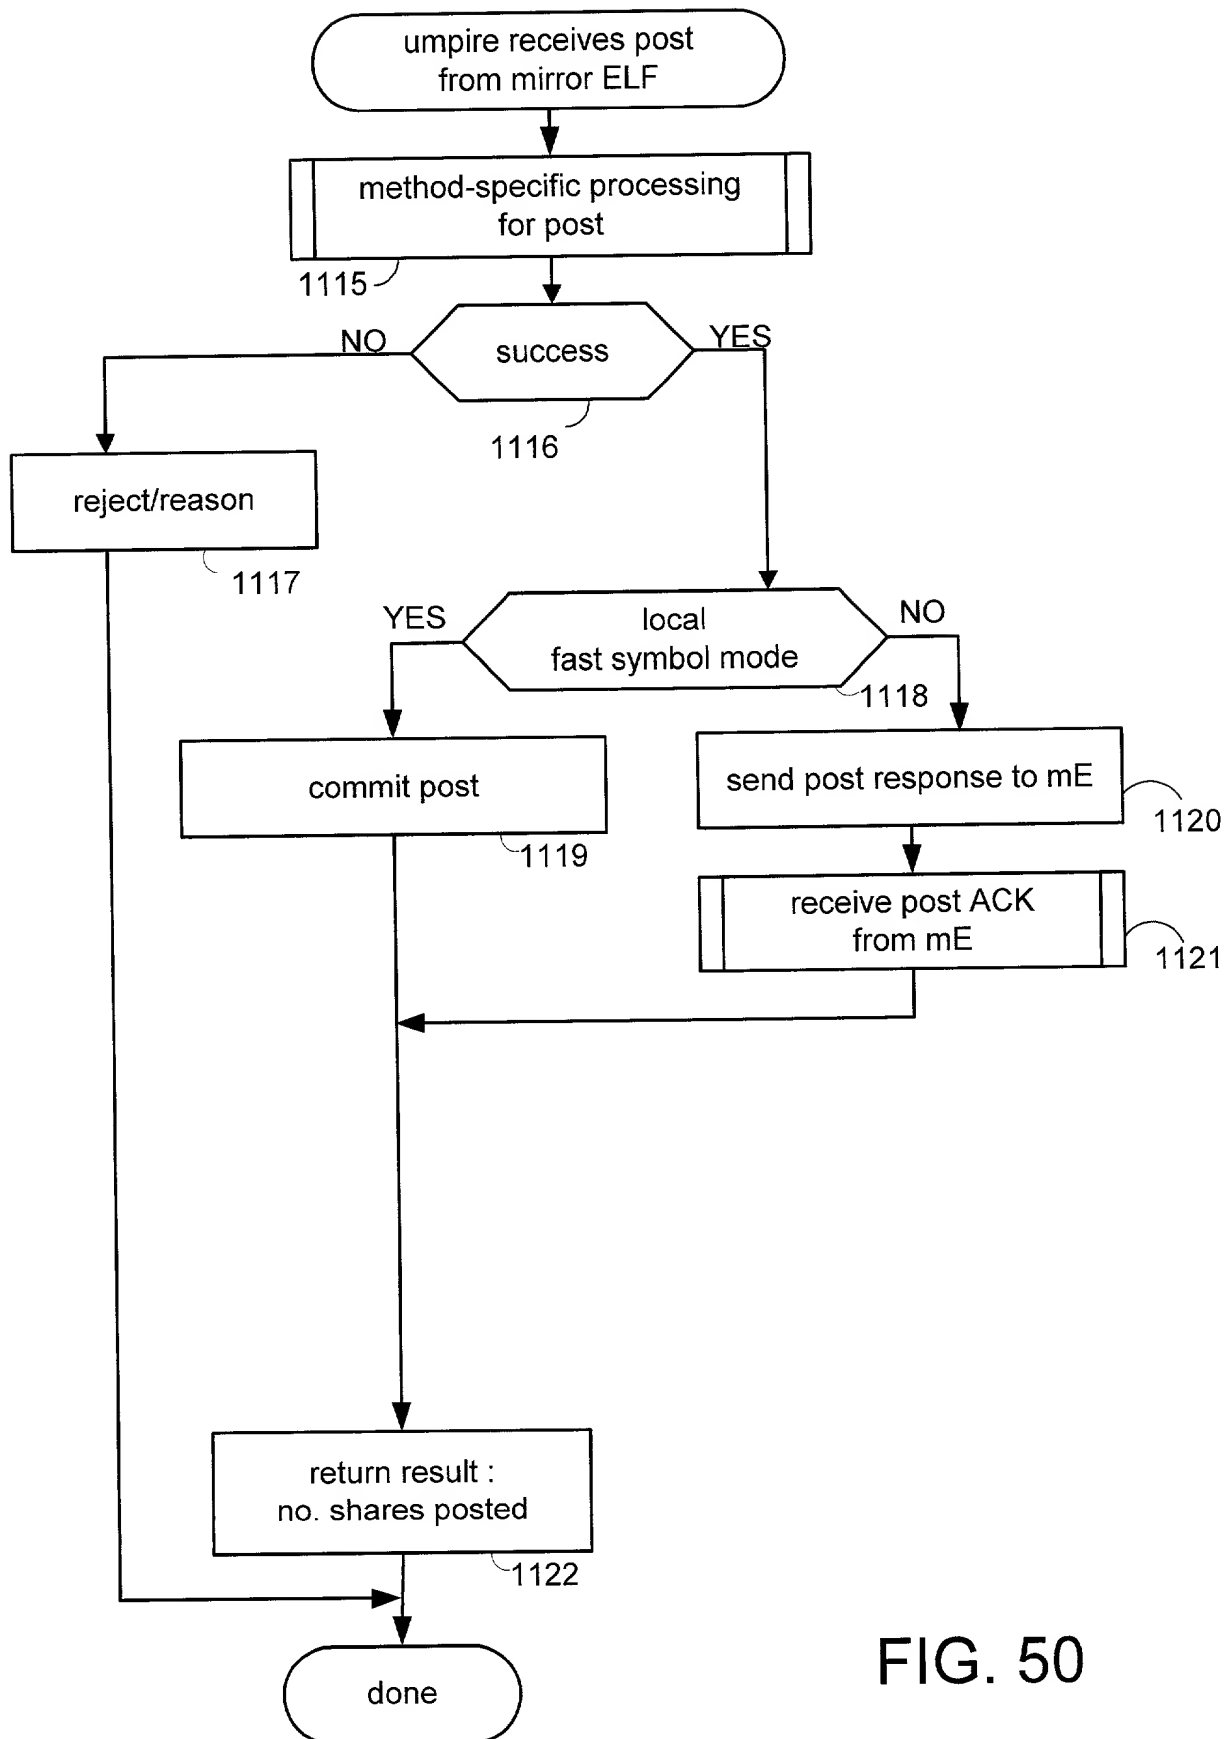 umpire receives post
from mirror ELF
method-specific processing
for post
1115
NO
YES
success
1116
reject/reason
1117
YES
NO
local
fast symbol mode
1118
commit post
1119
send post response to mE
1120
receive post ACK
from mE
1121
return result :
no. shares posted
1122
done
FIG. 50